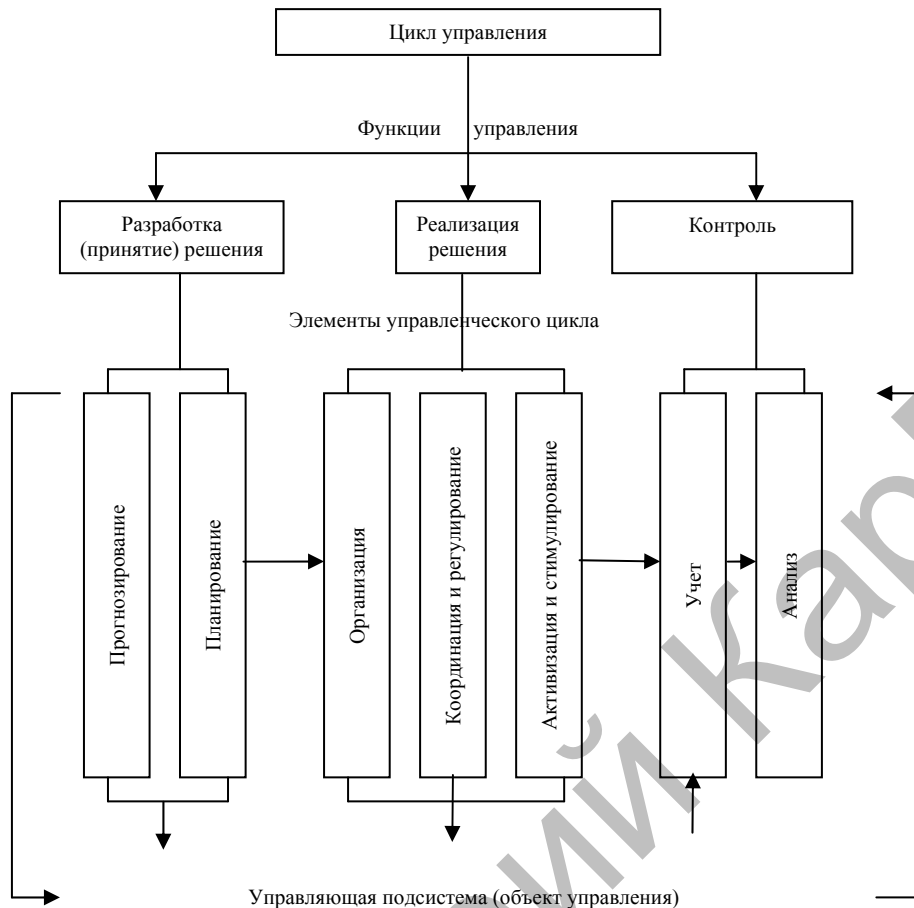 Цикл управления
Функции управления
Разработка
(принятие) решения
Реализация
решения
Контроль
Элементы управленческого цикла
Прогнозирование
Планирование
Организация
Координация и регулирование
Активизация и стимулирование
Учет
Анализ
Управляющая подсистема (объект управления)